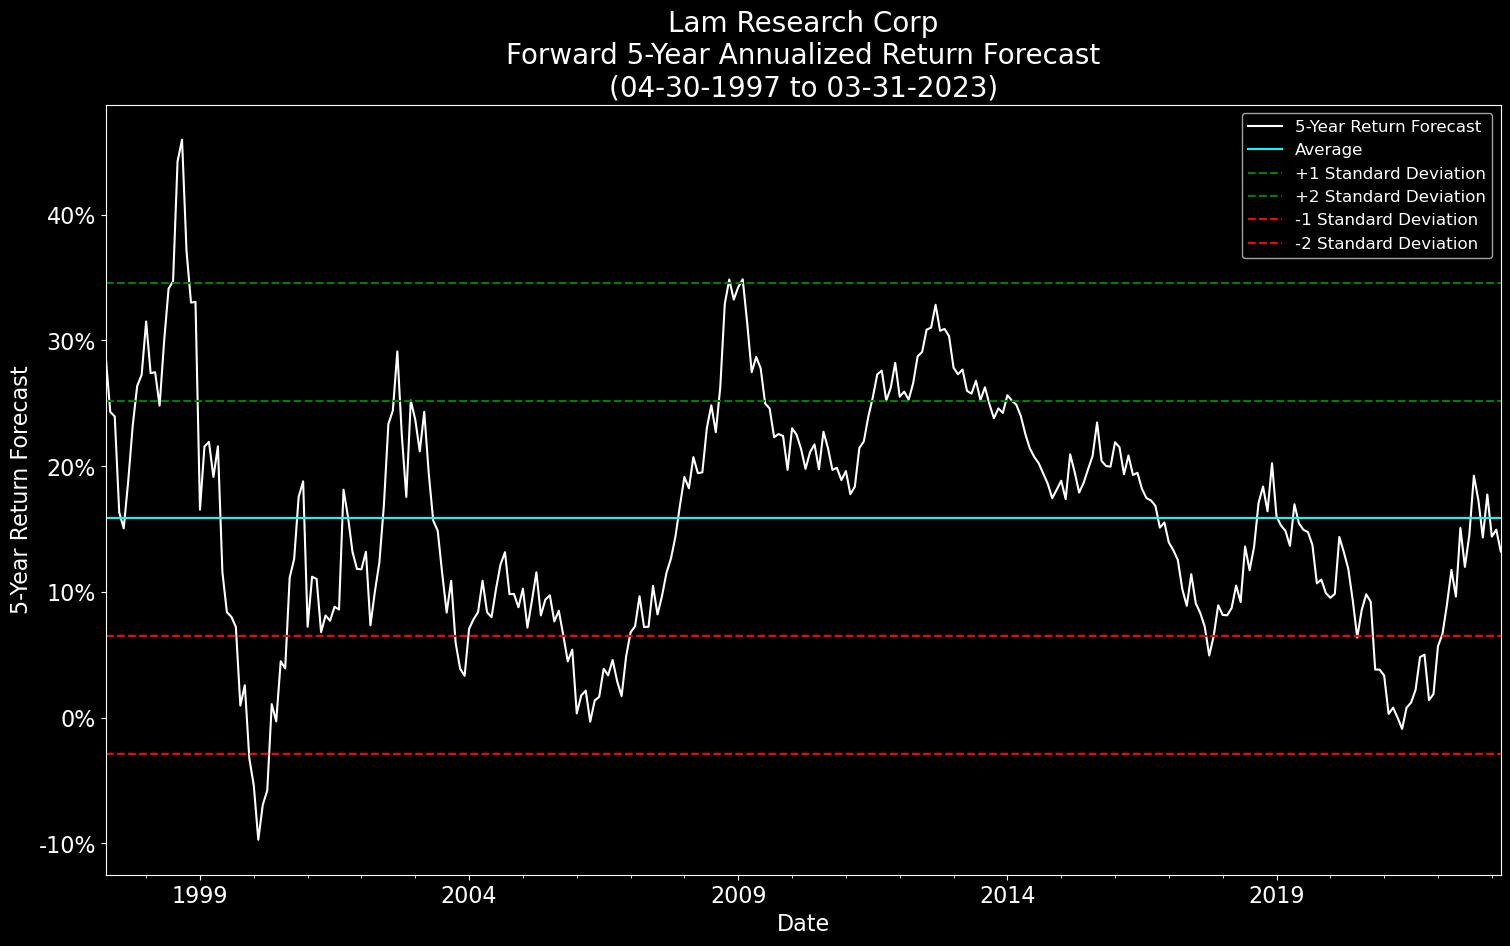 Lam Research Corp
Forward 5-Year Annualized Return Forecast
(04-30-1997 to 03-31-2023)
5-Year Return Forecast
Average
+1 Standard Deviation
+2 Standard Deviation
-1 Standard Deviation
-2 Standard Deviation
5-Year Return Forecast
40%
30%
20%
10%
0%
-10%
1999
2004
2009
2014
2019
Date